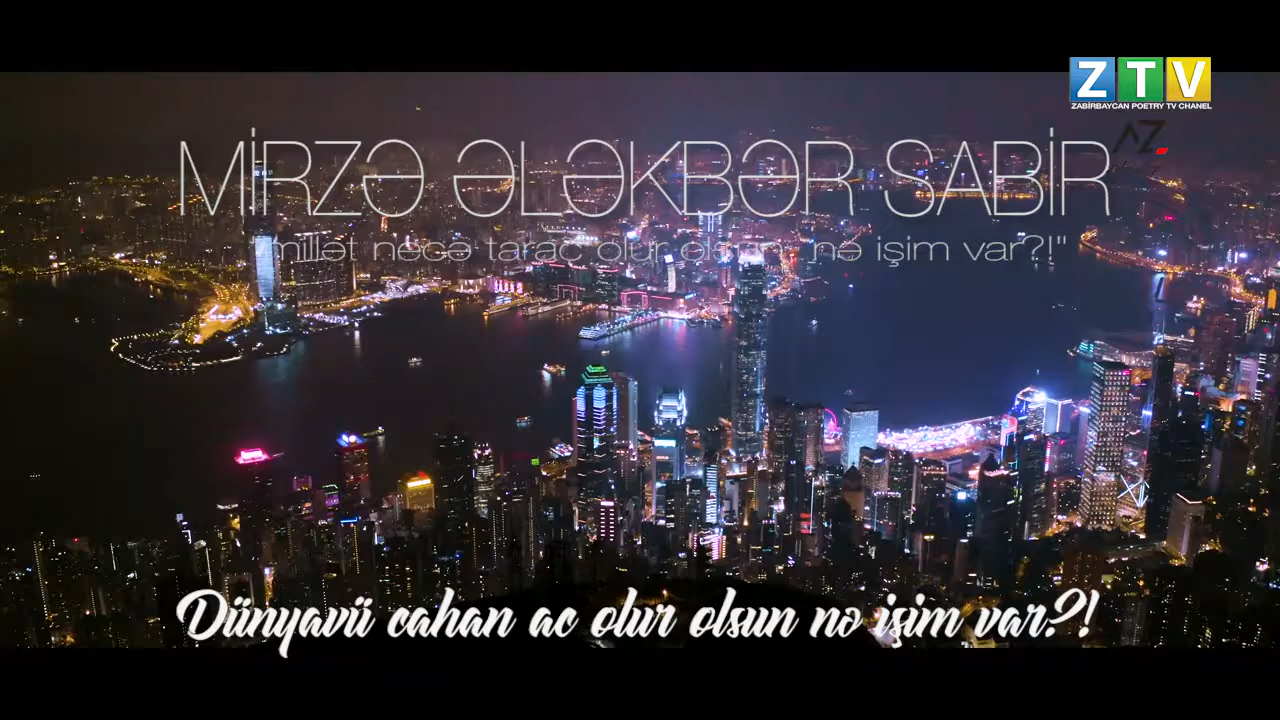 ZTV
ZABİRBAYCAN POETRY TV CHANEL
AZ
MİRZƏ ƏLƏKBƏR SABİR
millət necə tarac olur olsun, nə işim var?!"
Dünyavü cahan ac olur olsun nə işim var?!